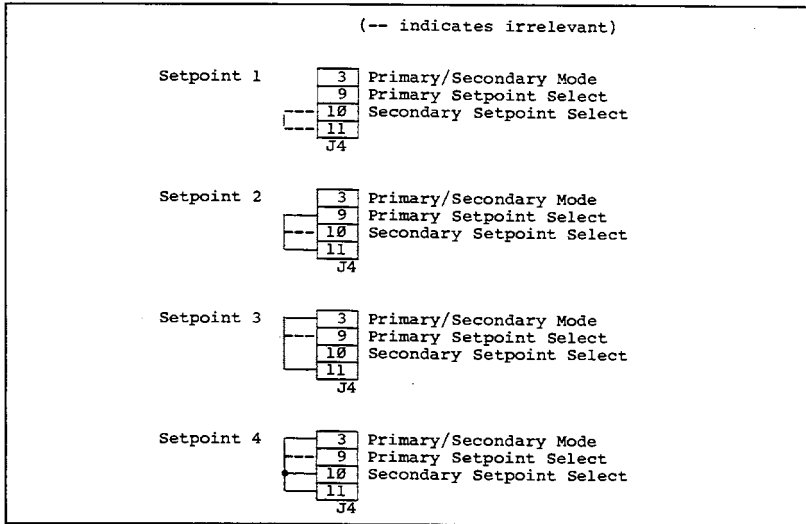 (-- indicates irrelevant)
Setpoint 1
3 Primary/Secondary Mode
9 Primary Setpoint Select
10 Secondary Setpoint Select
11
J4
Setpoint 2
3 Primary/Secondary Mode
9 Primary Setpoint Select
10 Secondary Setpoint Select
11
J4
Setpoint 3
3 Primary/Secondary Mode
9 Primary Setpoint Select
10 Secondary Setpoint Select
11
J4
Setpoint 4
3 Primary/Secondary Mode
9 Primary Setpoint Select
10 Secondary Setpoint Select
11
J4